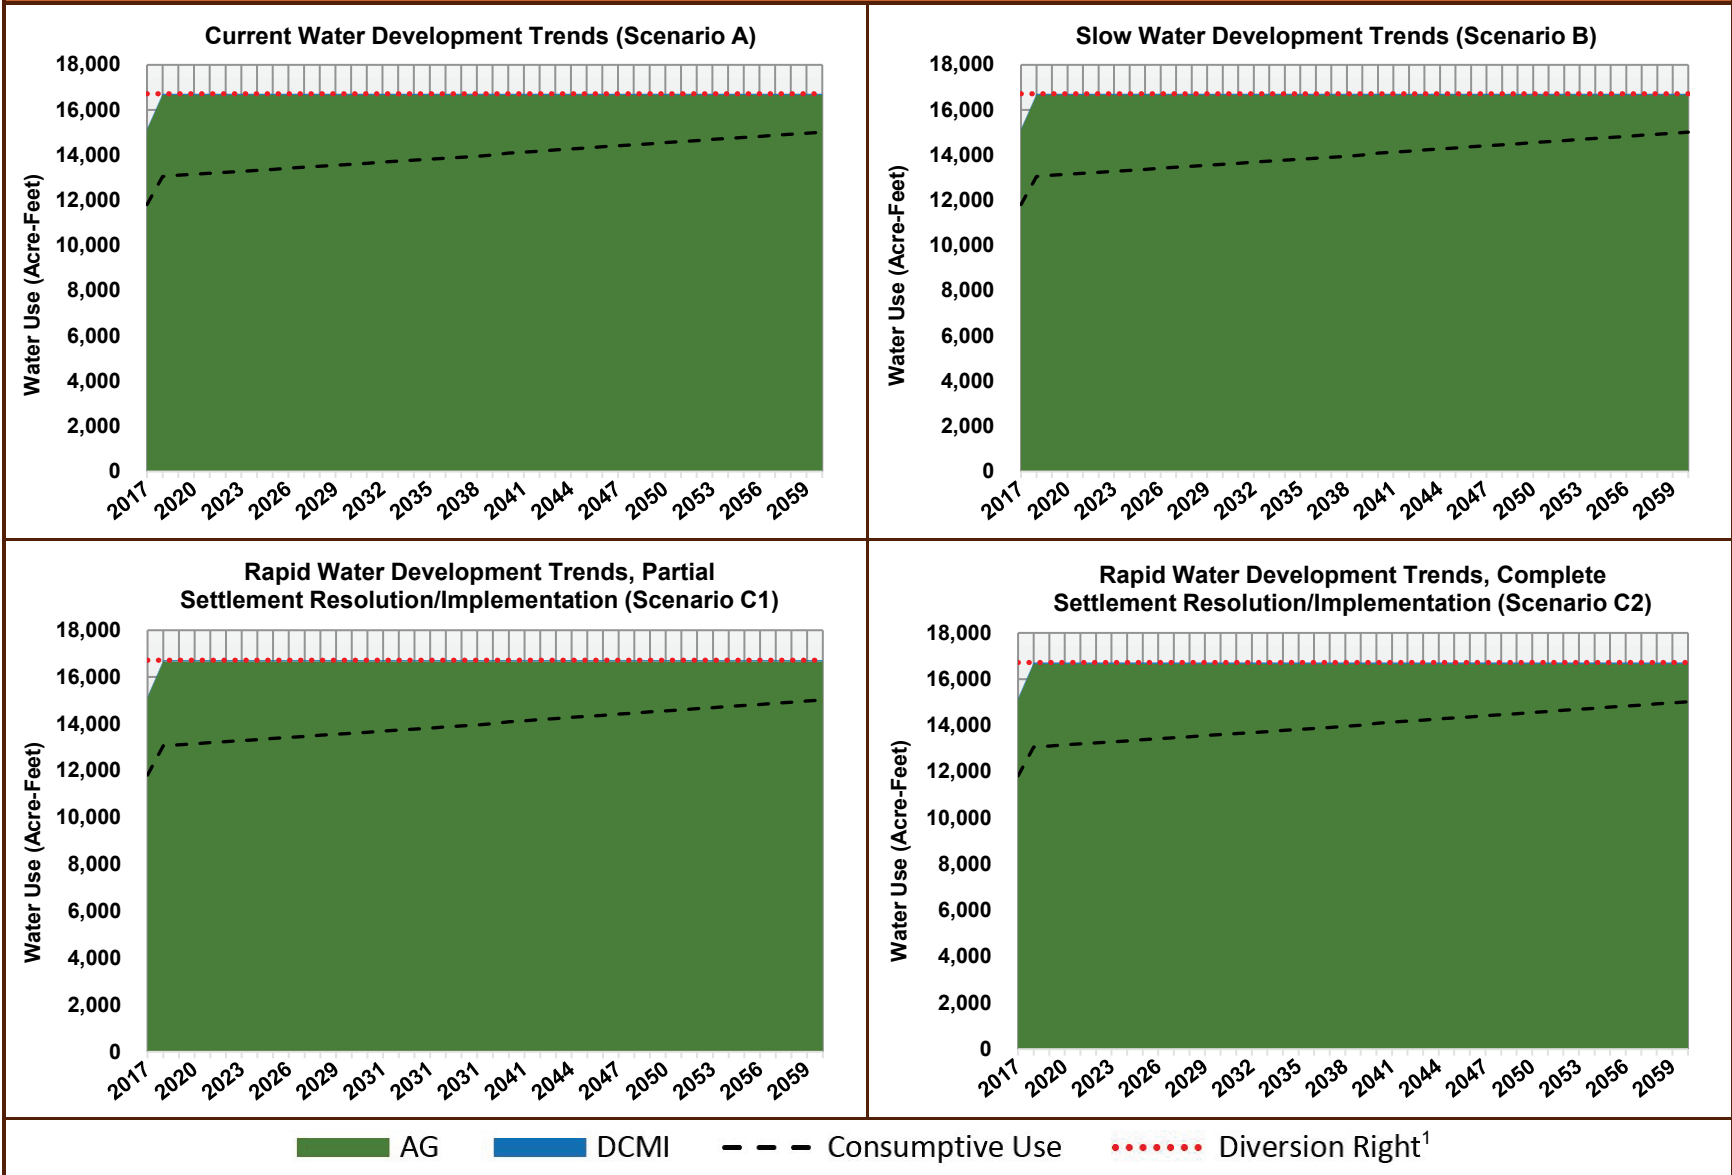 Current Water Development Trends (Scenario A)
Water Use (Acre-Feet)
18,000
16,000
14,000
12,000
10,000
8,000
6,000
4,000
2,000
0
2017 2020 2023 2026 2029 2032 2035 2038 2041 2044 2047 2050 2053 2056 2059
Slow Water Development Trends (Scenario B)
Water Use (Acre-Feet)
18,000
16,000
14,000
12,000
10,000
8,000
6,000
4,000
2,000
0
2017 2020 2023 2026 2029 2032 2035 2038 2041 2044 2047 2050 2053 2056 2059
Rapid Water Development Trends, Partial
Settlement Resolution/Implementation (Scenario C1)
Water Use (Acre-Feet)
18,000
16,000
14,000
12,000
10,000
8,000
6,000
4,000
2,000
0
2017 2020 2023 2026 2029 2031 2031 2031 2041 2044 2047 2050 2053 2056 2059
Rapid Water Development Trends, Complete
Settlement Resolution/Implementation (Scenario C2)
Water Use (Acre-Feet)
18,000
16,000
14,000
12,000
10,000
8,000
6,000
4,000
2,000
0
2017 2020 2023 2026 2029 2032 2035 2038 2041 2044 2047 2050 2053 2056 2059
AG DCMI Consumptive Use Diversion Right¹